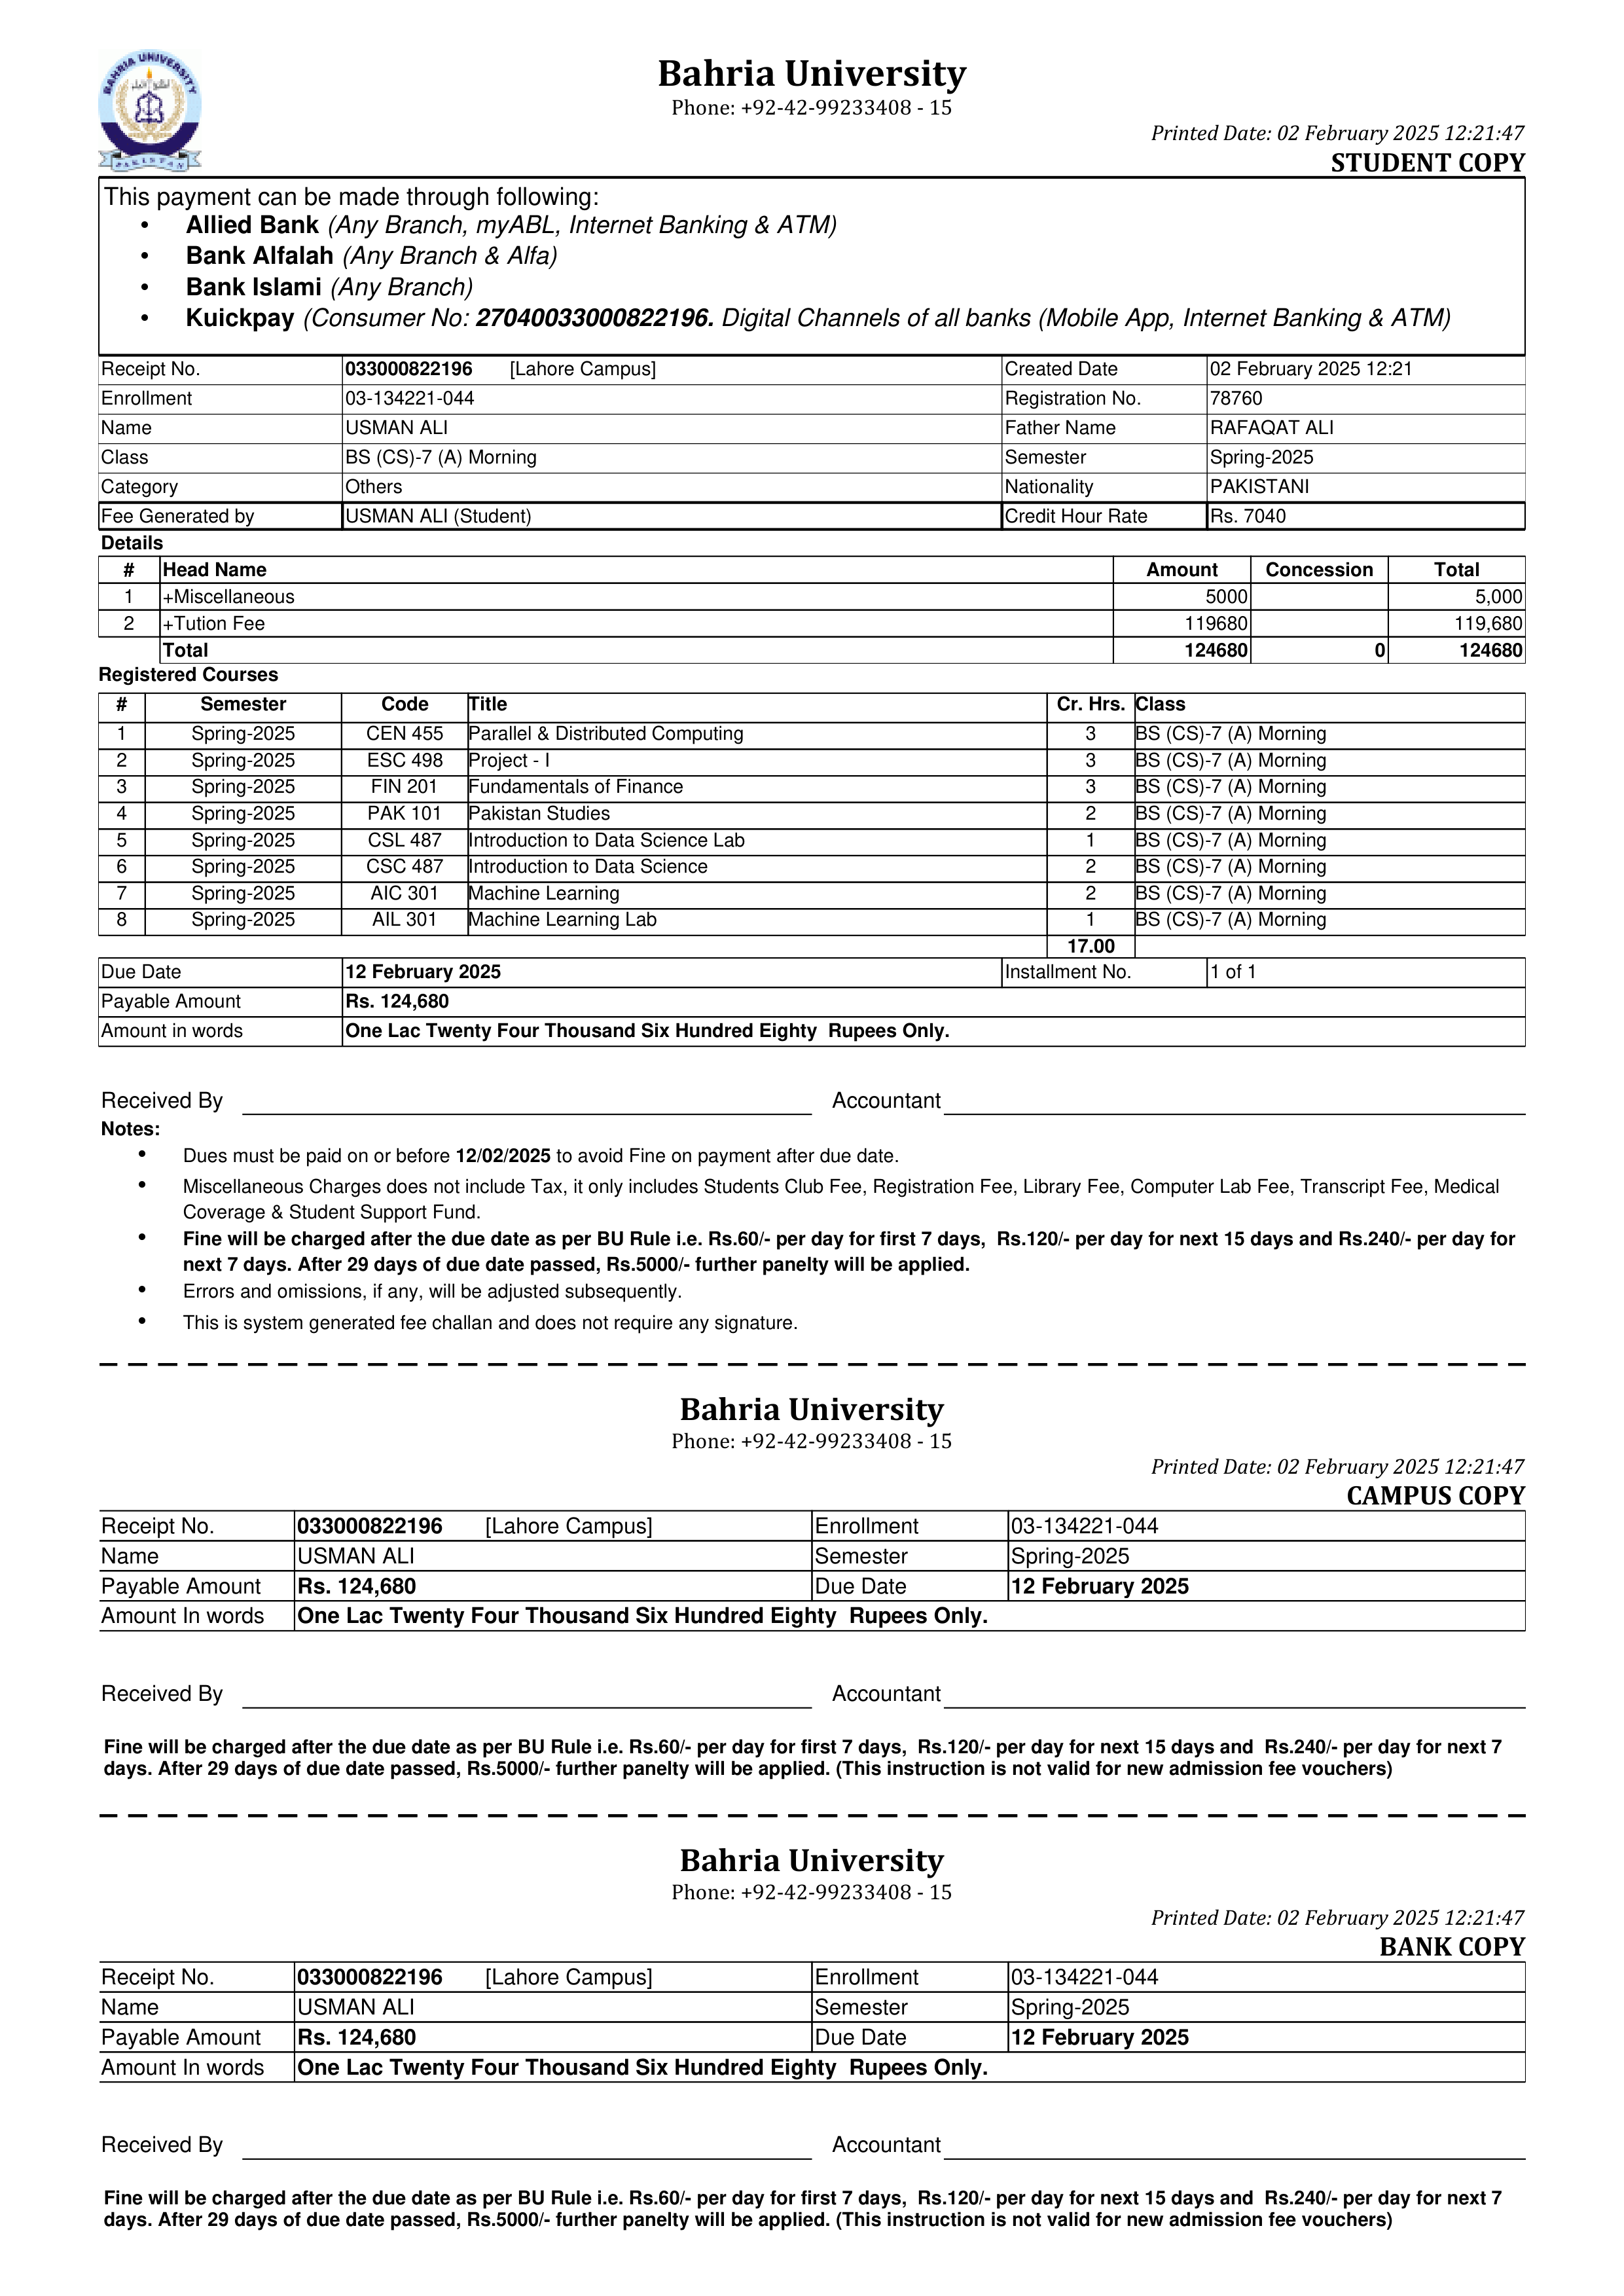 BAHRIA UNIVERSITY
PAKISTAN
Bahria University
Phone: +92-42-99233408 - 15
Printed Date: 02 February 2025 12:21:47
STUDENT COPY
This payment can be made through following:
• Allied Bank (Any Branch, myABL, Internet Banking & ATM)
• Bank Alfalah (Any Branch & Alfa)
• Bank Islami (Any Branch)
• Kuickpay (Consumer No: 27040033000822196. Digital Channels of all banks (Mobile App, Internet Banking & ATM)
Receipt No. 033000822196 [Lahore Campus] Created Date 02 February 2025 12:21
Enrollment 03-134221-044 Registration No. 78760
Name USMAN ALI Father Name RAFAQAT ALI
Class BS (CS)-7 (A) Morning Semester Spring-2025
Category Others Nationality PAKISTANI
Fee Generated by USMAN ALI (Student) Credit Hour Rate Rs. 7040
Details
# Head Name Amount Concession Total
1 +Miscellaneous 5000 5,000
2 +Tution Fee 119680 119,680
Total 124680 0 124680
Registered Courses
# Semester Code Title Cr. Hrs. Class
1 Spring-2025 CEN 455 Parallel & Distributed Computing 3 BS (CS)-7 (A) Morning
2 Spring-2025 ESC 498 Project - I 3 BS (CS)-7 (A) Morning
3 Spring-2025 FIN 201 Fundamentals of Finance 3 BS (CS)-7 (A) Morning
4 Spring-2025 PAK 101 Pakistan Studies 2 BS (CS)-7 (A) Morning
5 Spring-2025 CSL 487 Introduction to Data Science Lab 1 BS (CS)-7 (A) Morning
6 Spring-2025 CSC 487 Introduction to Data Science 2 BS (CS)-7 (A) Morning
7 Spring-2025 AIC 301 Machine Learning 2 BS (CS)-7 (A) Morning
8 Spring-2025 AIL 301 Machine Learning Lab 1 BS (CS)-7 (A) Morning
17.00
Due Date 12 February 2025 Installment No. 1 of 1
Payable Amount Rs. 124,680
Amount in words One Lac Twenty Four Thousand Six Hundred Eighty  Rupees Only.
Received By Accountant
Notes:
• Dues must be paid on or before 12/02/2025 to avoid Fine on payment after due date.
• Miscellaneous Charges does not include Tax, it only includes Students Club Fee, Registration Fee, Library Fee, Computer Lab Fee, Transcript Fee, Medical
Coverage & Student Support Fund.
• Fine will be charged after the due date as per BU Rule i.e. Rs.60/- per day for first 7 days,  Rs.120/- per day for next 15 days and Rs.240/- per day for
next 7 days. After 29 days of due date passed, Rs.5000/- further panelty will be applied.
• Errors and omissions, if any, will be adjusted subsequently.
• This is system generated fee challan and does not require any signature.
Bahria University
Phone: +92-42-99233408 - 15
Printed Date: 02 February 2025 12:21:47
CAMPUS COPY
Receipt No. 033000822196 [Lahore Campus] Enrollment 03-134221-044
Name USMAN ALI Semester Spring-2025
Payable Amount Rs. 124,680 Due Date 12 February 2025
Amount In words One Lac Twenty Four Thousand Six Hundred Eighty  Rupees Only.
Received By Accountant
Fine will be charged after the due date as per BU Rule i.e. Rs.60/- per day for first 7 days,  Rs.120/- per day for next 15 days and  Rs.240/- per day for next 7
days. After 29 days of due date passed, Rs.5000/- further panelty will be applied. (This instruction is not valid for new admission fee vouchers)
Bahria University
Phone: +92-42-99233408 - 15
Printed Date: 02 February 2025 12:21:47
BANK COPY
Receipt No. 033000822196 [Lahore Campus] Enrollment 03-134221-044
Name USMAN ALI Semester Spring-2025
Payable Amount Rs. 124,680 Due Date 12 February 2025
Amount In words One Lac Twenty Four Thousand Six Hundred Eighty  Rupees Only.
Received By Accountant
Fine will be charged after the due date as per BU Rule i.e. Rs.60/- per day for first 7 days,  Rs.120/- per day for next 15 days and  Rs.240/- per day for next 7
days. After 29 days of due date passed, Rs.5000/- further panelty will be applied. (This instruction is not valid for new admission fee vouchers)